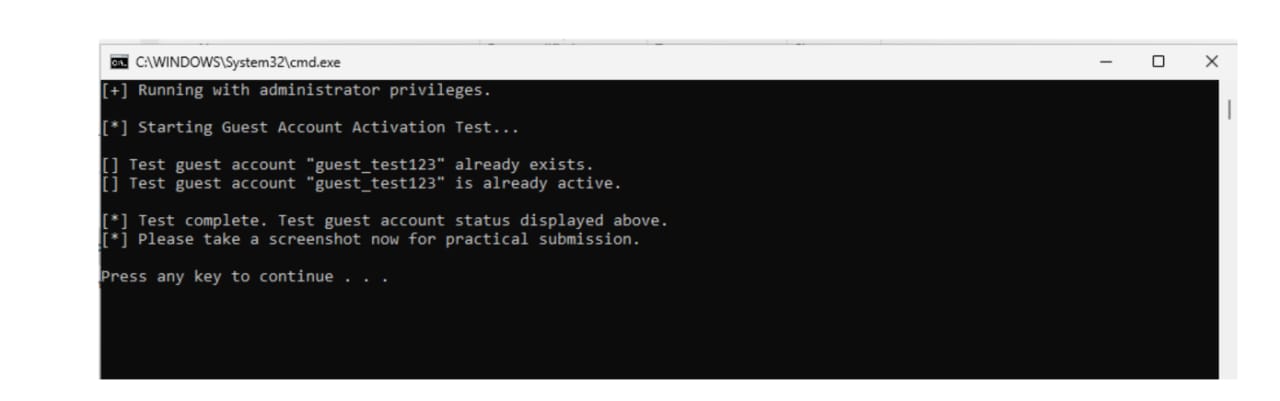 C:\WINDOWS\System32\cmd.exe
[+] Running with administrator privileges.
[*] Starting Guest Account Activation Test...
[] Test guest account "guest_test123" already exists.
[] Test guest account "guest_test123" is already active.
[*] Test complete. Test guest account status displayed above.
[*] Please take a screenshot now for practical submission.
Press any key to continue . . .